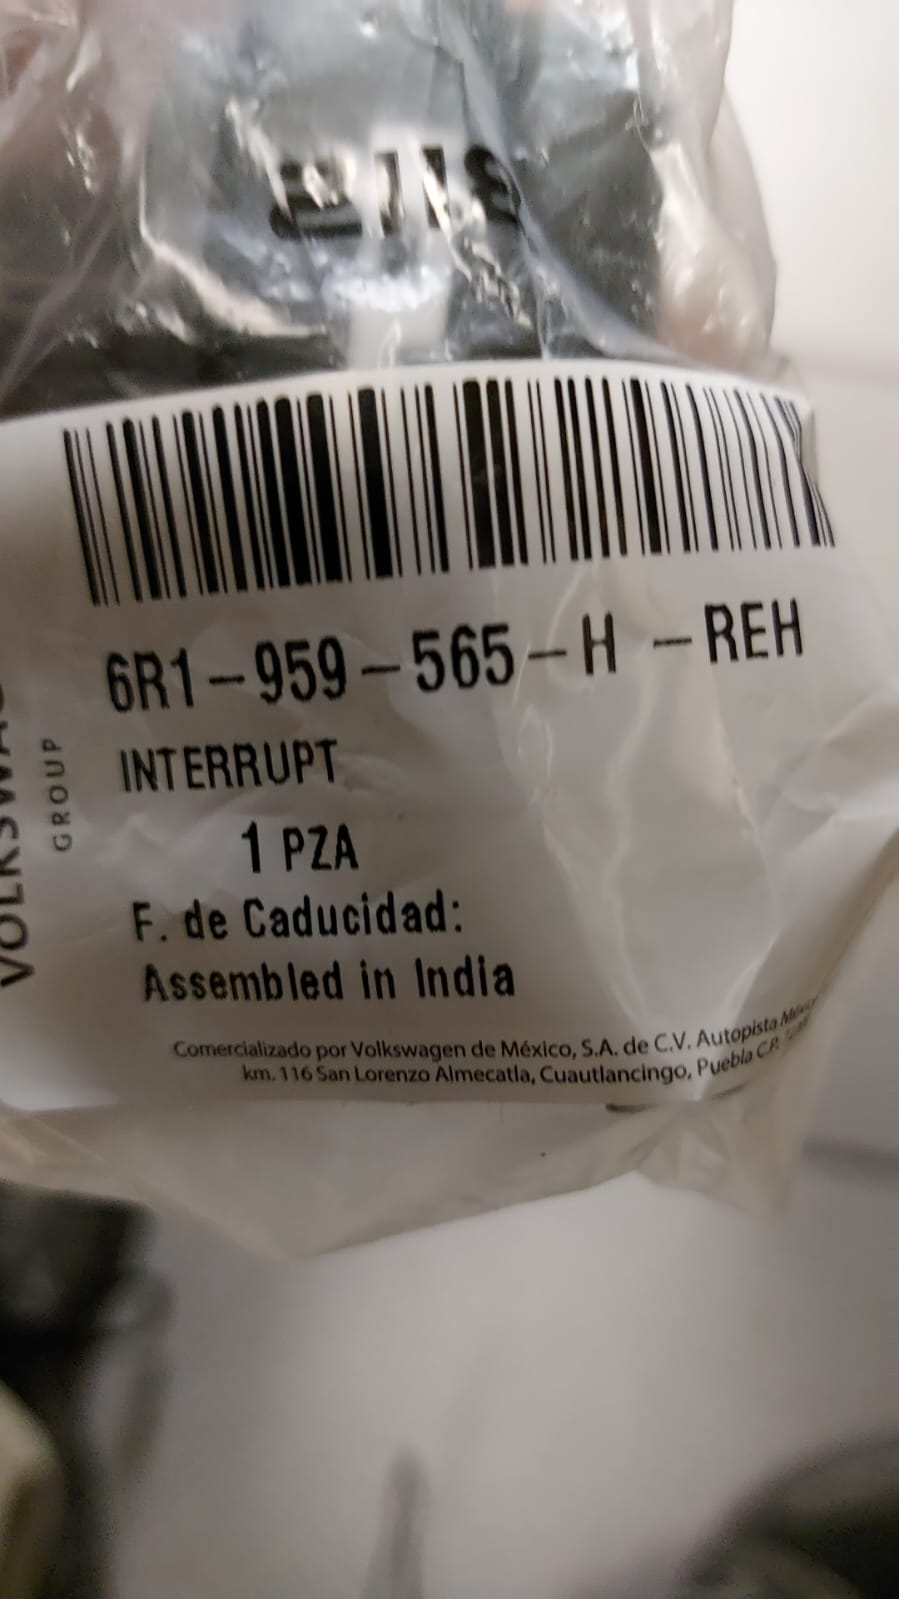 6R1-959-565-H -REH
INTERRUPT
1 PZA
F. de Caducidad:
Assembled in India
Comercializado por Volkswagen de México, S.A. de C.V. Autopista
km. 116 San Lorenzo Almecatla, Cuautlancingo, Puebla C.P.
GROUP